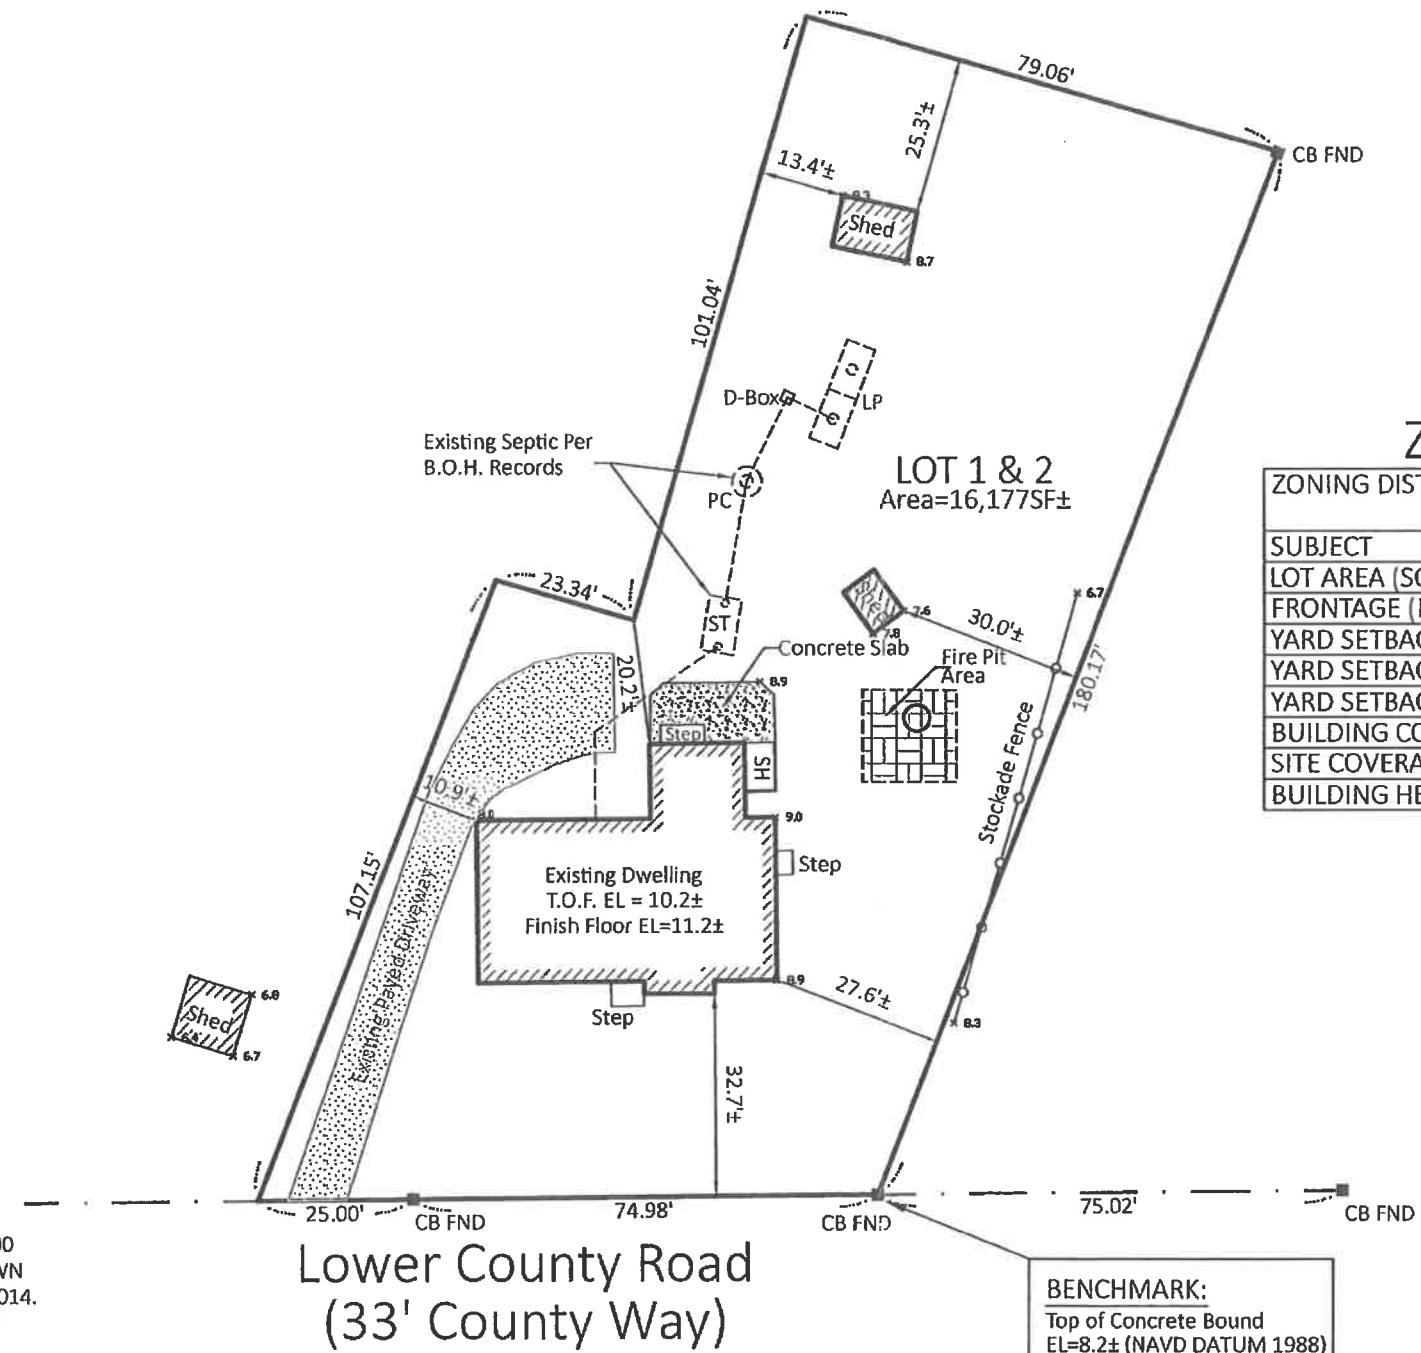 79.06'
CB FND
25.3'±
13.4'±
8.3
Shed
8.7
101.04'
D-Box
LP
Existing Septic Per
B.O.H. Records
PC
LOT 1 & 2
Area=16,177SF±
ZONING DIST
SUBJECT
LOT AREA (SQ
FRONTAGE (
YARD SETBAC
YARD SETBAC
YARD SETBAC
BUILDING CO
SITE COVERA
BUILDING HE
23.34'
ST
Shed
7.6
7.8
30.0'±
6.7
180.17'
20.2'±
Concrete Slab
8.9
Fire Pit
Area
Step
SH
Stockade Fence
10.9'±
9.0
Step
Existing Dwelling
T.O.F. EL = 10.2±
Finish Floor EL=11.2±
107.15'
Existing Paved Driveway
Shed
6.8
6.7
8.9
27.6'±
8.3
Step
32.7'±
25.00'
CB FND
74.98'
CB FND
75.02'
CB FND
WN
014.
Lower County Road
(33' County Way)
BENCHMARK:
Top of Concrete Bound
EL=8.2± (NAVD DATUM 1988)